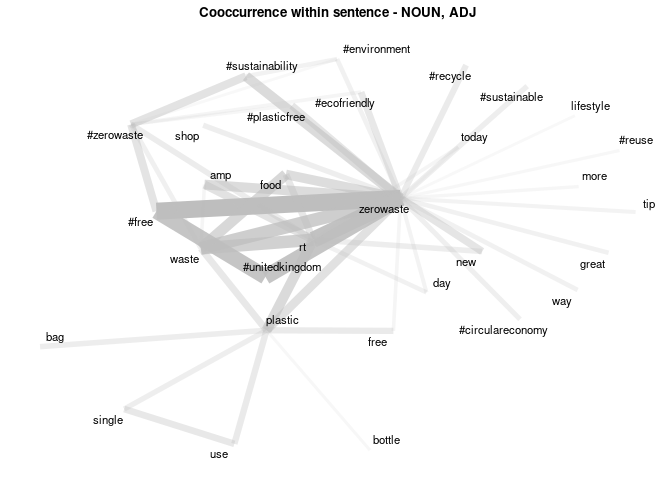 Cooccurrence within sentence - NOUN, ADJ
#environment
#sustainability
#recycle
#ecofriendly
#sustainable
lifestyle
#plasticfree
#zerowaste
shop
today
#reuse
amp
food
more
zerowaste
tip
#free
rt
waste
#unitedkingdom
new
great
day
way
plastic
#circulareconomy
bag
free
single
bottle
use